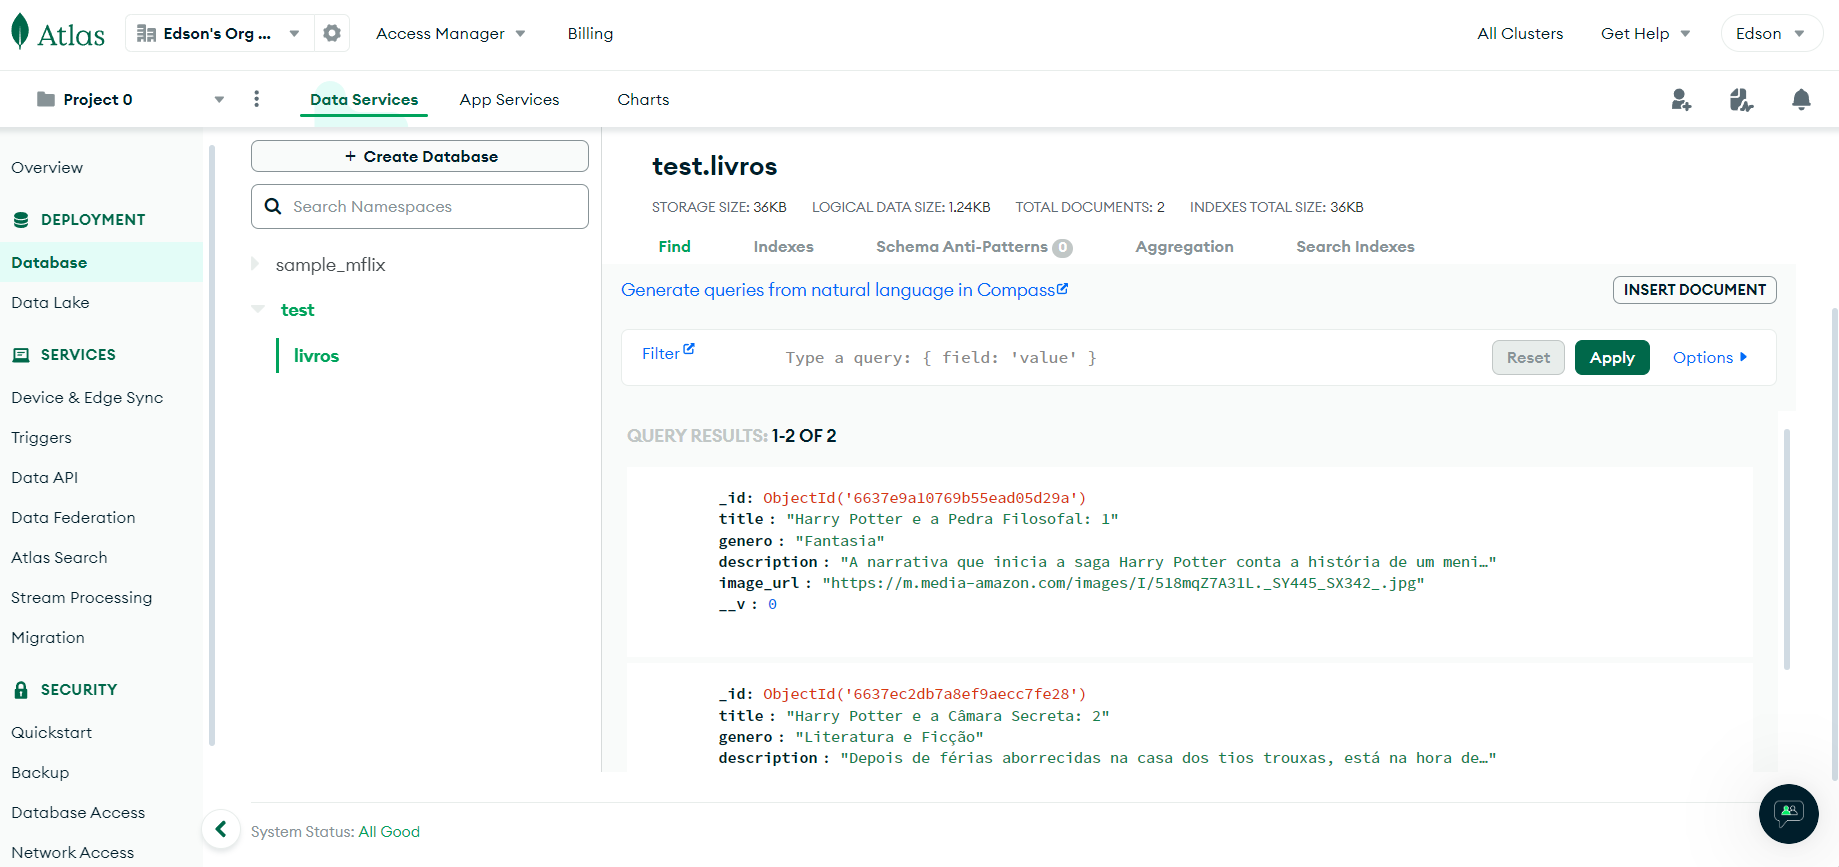 Atlas
Edson's Org ...
Access Manager
Billing
All Clusters
Get Help
Edson
Project 0
Data Services
App Services
Charts
Overview
DEPLOYMENT
Database
Data Lake
SERVICES
Device & Edge Sync
Triggers
Data API
Data Federation
Atlas Search
Stream Processing
Migration
SECURITY
Quickstart
Backup
Database Access
Network Access
+ Create Database
Search Namespaces
sample_mflix
test
livros
test.livros
STORAGE SIZE: 36KB LOGICAL DATA SIZE: 1.24KB TOTAL DOCUMENTS: 2 INDEXES TOTAL SIZE: 36KB
Find Indexes Schema Anti-Patterns 0 Aggregation Search Indexes
Generate queries from natural language in Compass
INSERT DOCUMENT
Filter
Type a query: { field: 'value' }
Reset
Apply
Options
QUERY RESULTS: 1-2 OF 2
_id: ObjectId('6637e9a10769b55ead05d29a')
title : "Harry Potter e a Pedra Filosofal: 1"
genero : "Fantasia"
description : "A narrativa que inicia a saga Harry Potter conta a história de um meni…"
image_url : "https://m.media-amazon.com/images/I/518mqZ7A31L._SY445_SX342_.jpg"
__v : 0
_id: ObjectId('6637ec2db7a8ef9aecc7fe28')
title : "Harry Potter e a Câmara Secreta: 2"
genero : "Literatura e Ficção"
description : "Depois de férias aborrecidas na casa dos tios trouxas, está na hora de…"
System Status: All Good